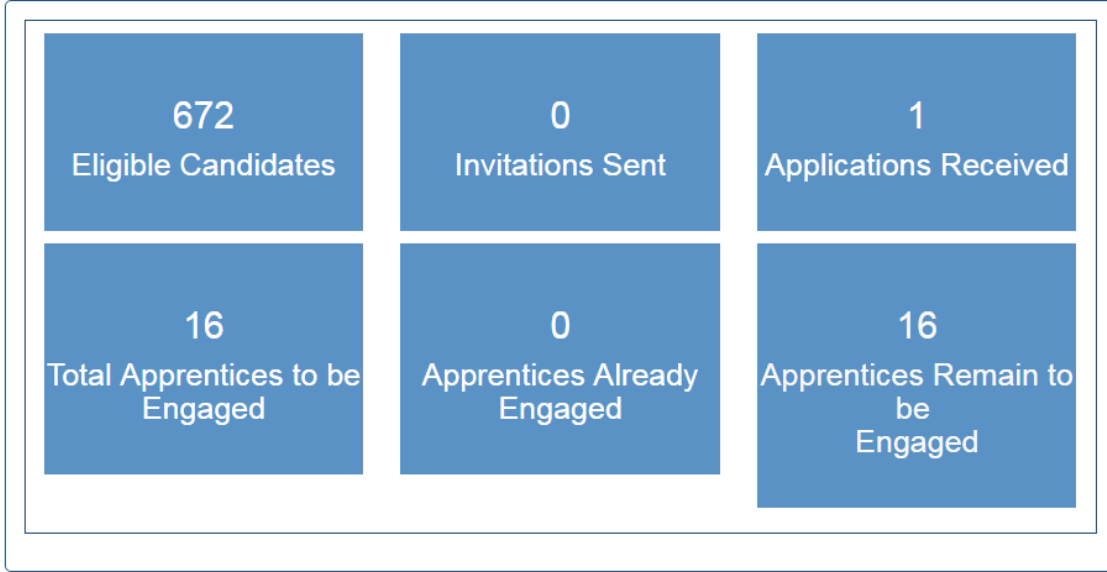 672
Eligible Candidates
0
Invitations Sent
1
Applications Received
16
Total Apprentices to be
Engaged
0
Apprentices Already
Engaged
16
Apprentices Remain to
be
Engaged